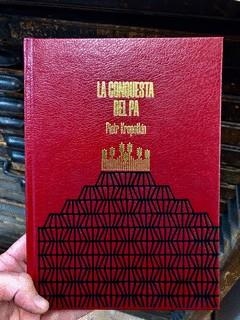 LA CONQUESTA
DEL PA
Piotr Kropotkin